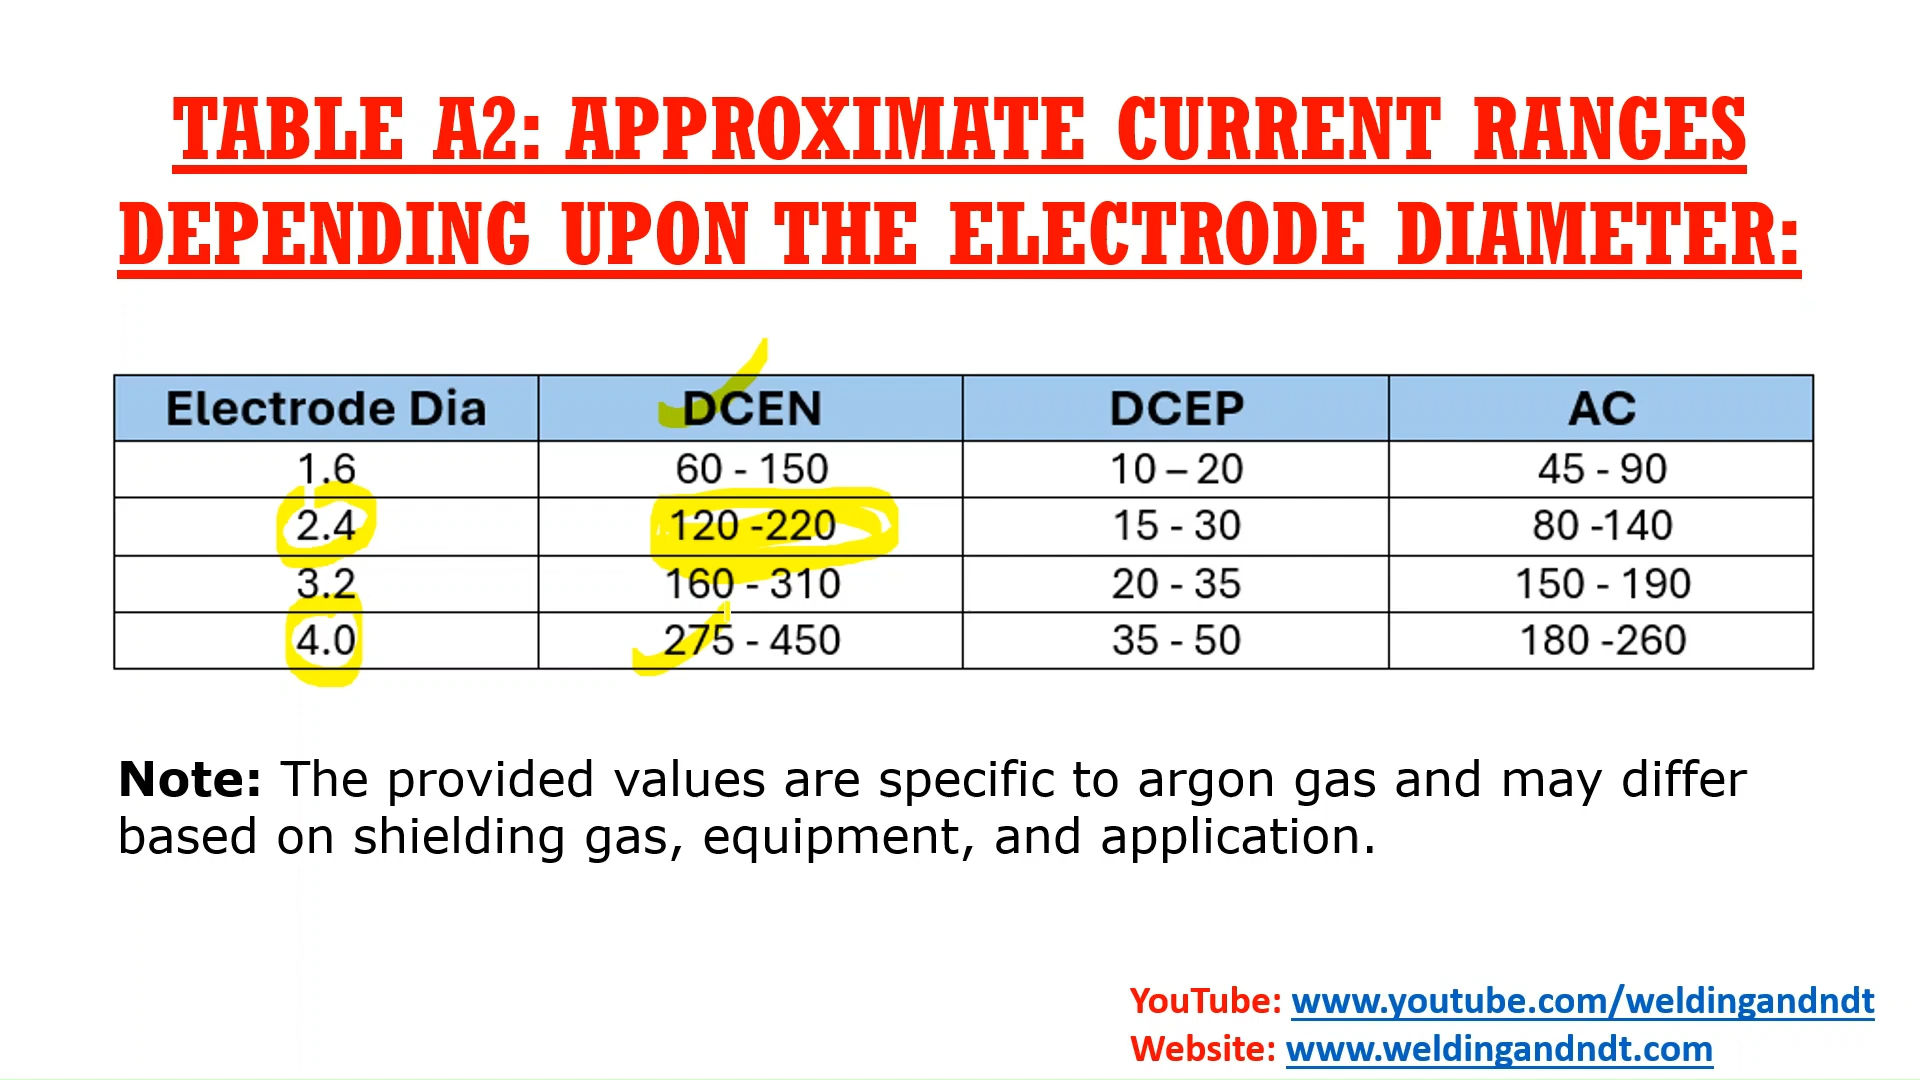 TABLE A2: APPROXIMATE CURRENT RANGES
DEPENDING UPON THE ELECTRODE DIAMETER:
Electrode Dia DCEN DCEP AC
1.6 60 - 150 10 – 20 45 - 90
2.4 120 -220 15 - 30 80 -140
3.2 160 - 310 20 - 35 150 - 190
4.0 275 - 450 35 - 50 180 -260
Note: The provided values are specific to argon gas and may differ
based on shielding gas, equipment, and application.
YouTube: www.youtube.com/weldingandndt
Website: www.weldingandndt.com